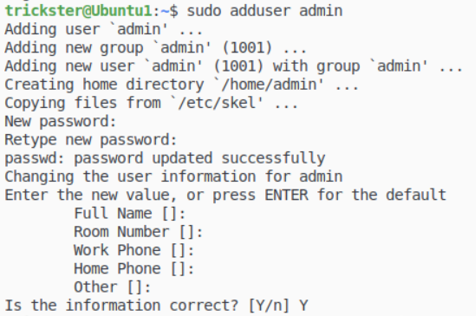 trickster@Ubuntu1:~$ sudo adduser admin
Adding user `admin' ...
Adding new group `admin' (1001) ...
Adding new user `admin' (1001) with group `admin' ...
Creating home directory `/home/admin' ...
Copying files from `/etc/skel' ...
New password:
Retype new password:
passwd: password updated successfully
Changing the user information for admin
Enter the new value, or press ENTER for the default
        Full Name []:
        Room Number []:
        Work Phone []:
        Home Phone []:
        Other []:
Is the information correct? [Y/n] Y